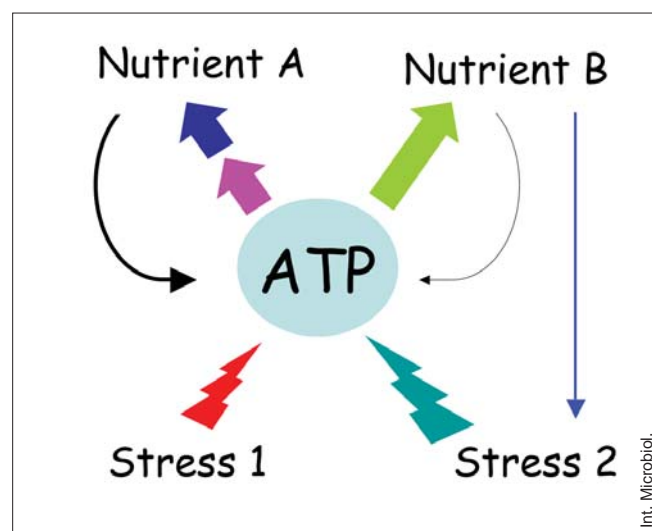 Nutrient A
Nutrient B
ATP
Stress 1
Stress 2
Int. Microbiol.